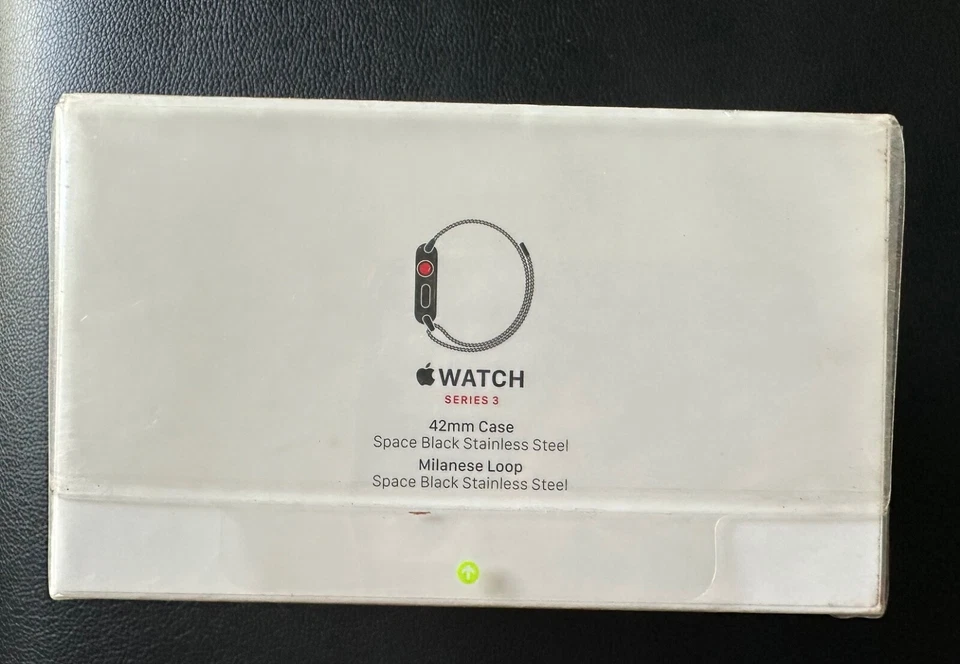 WATCH
SERIES 3
42mm Case
Space Black Stainless Steel
Milanese Loop
Space Black Stainless Steel